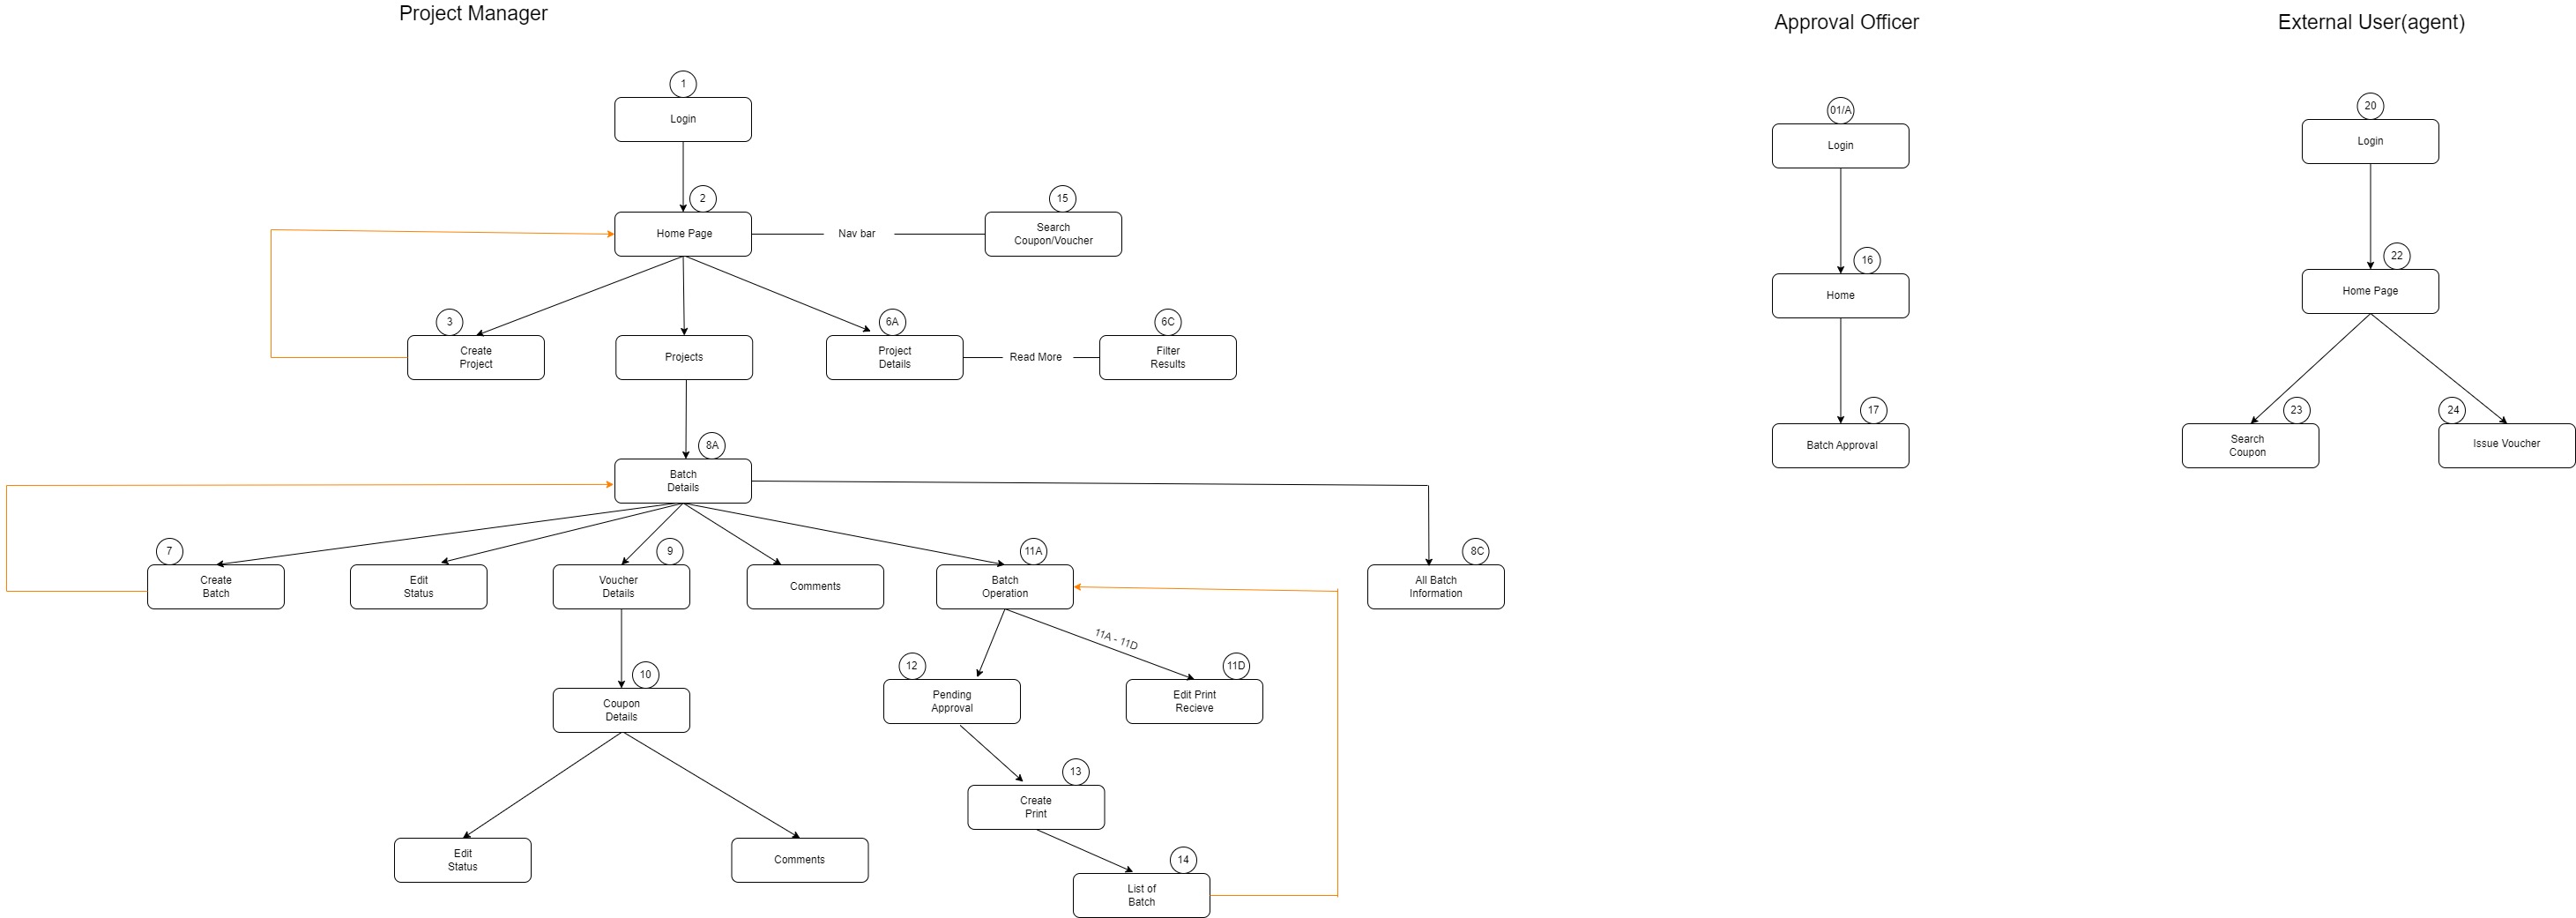 Project Manager
Approval Officer
External User(agent)
1
Login
01/A
Login
20
Login
2
Home Page
Nav bar
15
Search
Coupon/Voucher
16
Home
22
Home Page
3
Create
Project
Projects
6A
Project
Details
Read More
6C
Filter
Results
17
Batch Approval
23
Search
Coupon
24
Issue Voucher
8A
Batch
Details
7
Create
Batch
Edit
Status
9
Voucher
Details
Comments
11A
Batch
Operation
8C
All Batch
Information
11A - 11D
10
Coupon
Details
12
Pending
Approval
11D
Edit Print
Recieve
13
Create
Print
Edit
Status
Comments
14
List of
Batch